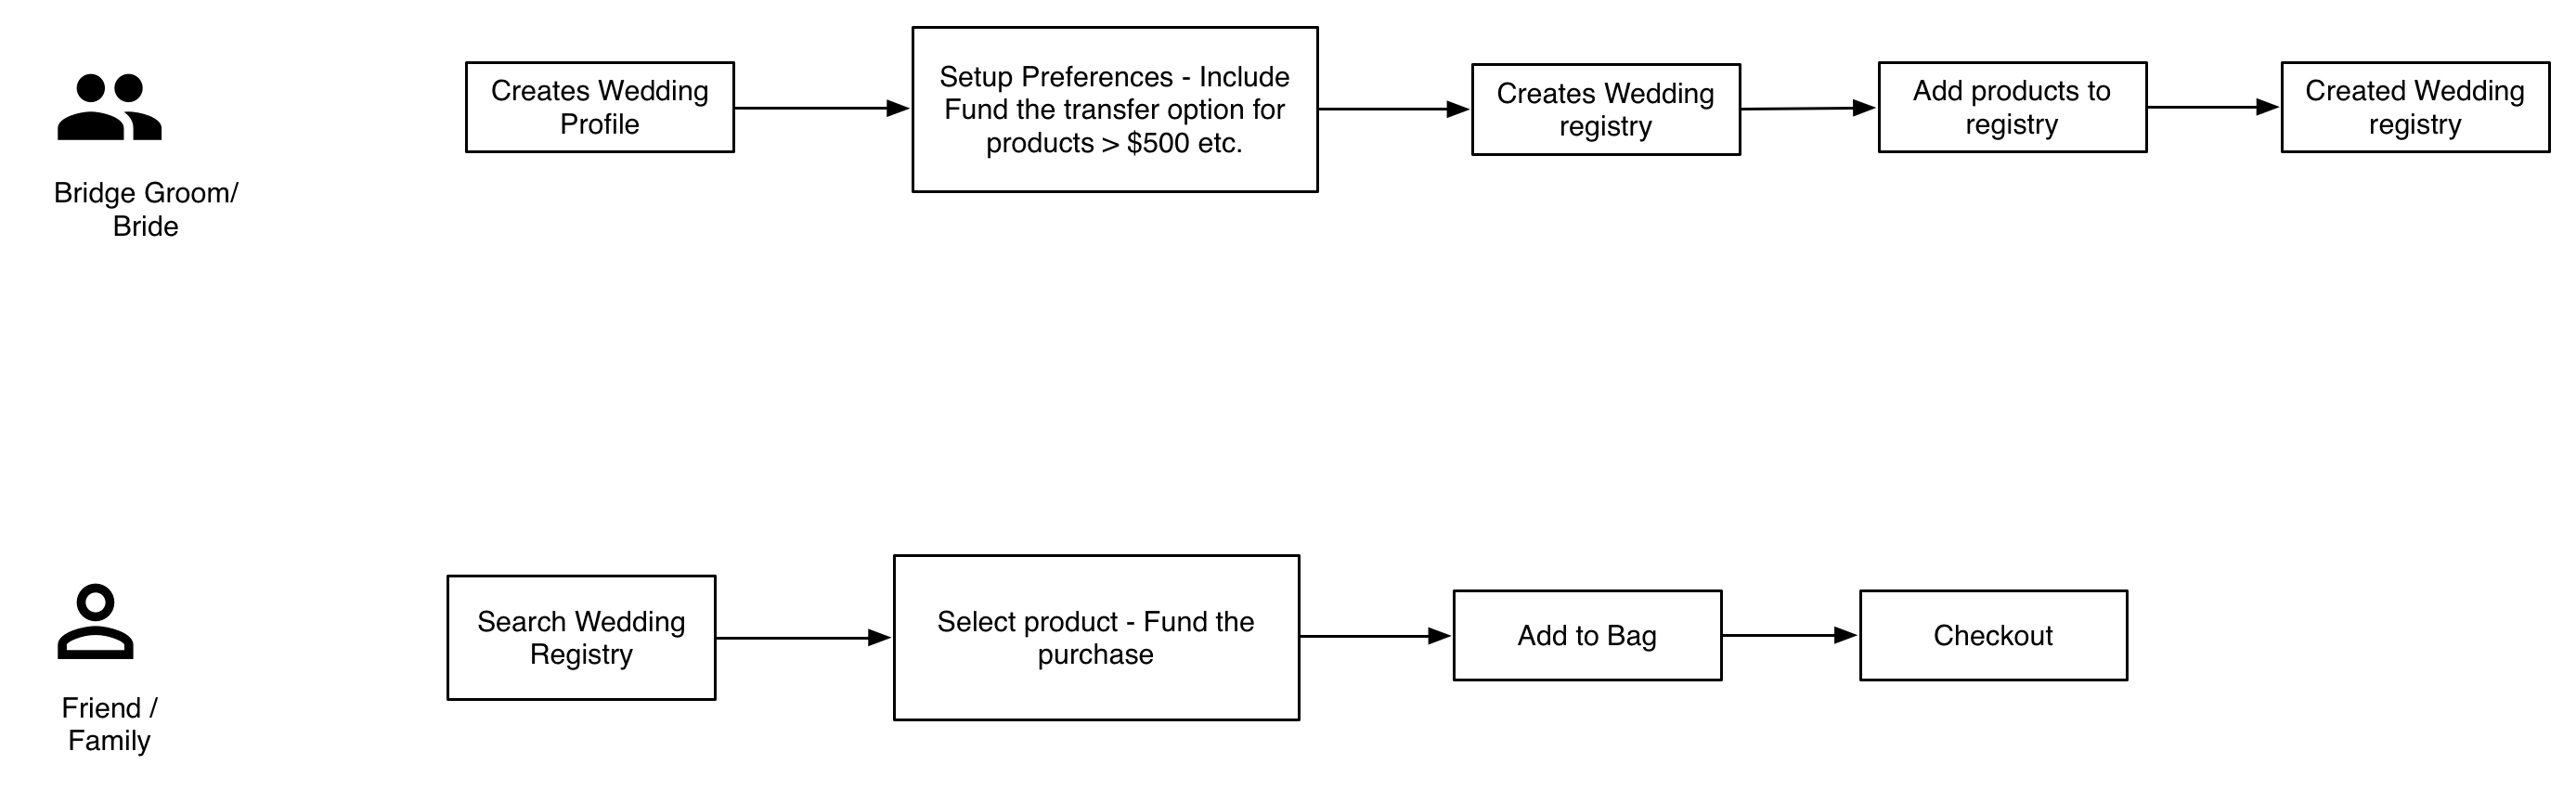 Bridge Groom/
Bride
Creates Wedding
Profile
Setup Preferences - Include
Fund the transfer option for
products > $500 etc.
Creates Wedding
registry
Add products to
registry
Created Wedding
registry
Friend /
Family
Search Wedding
Registry
Select product - Fund the
purchase
Add to Bag
Checkout